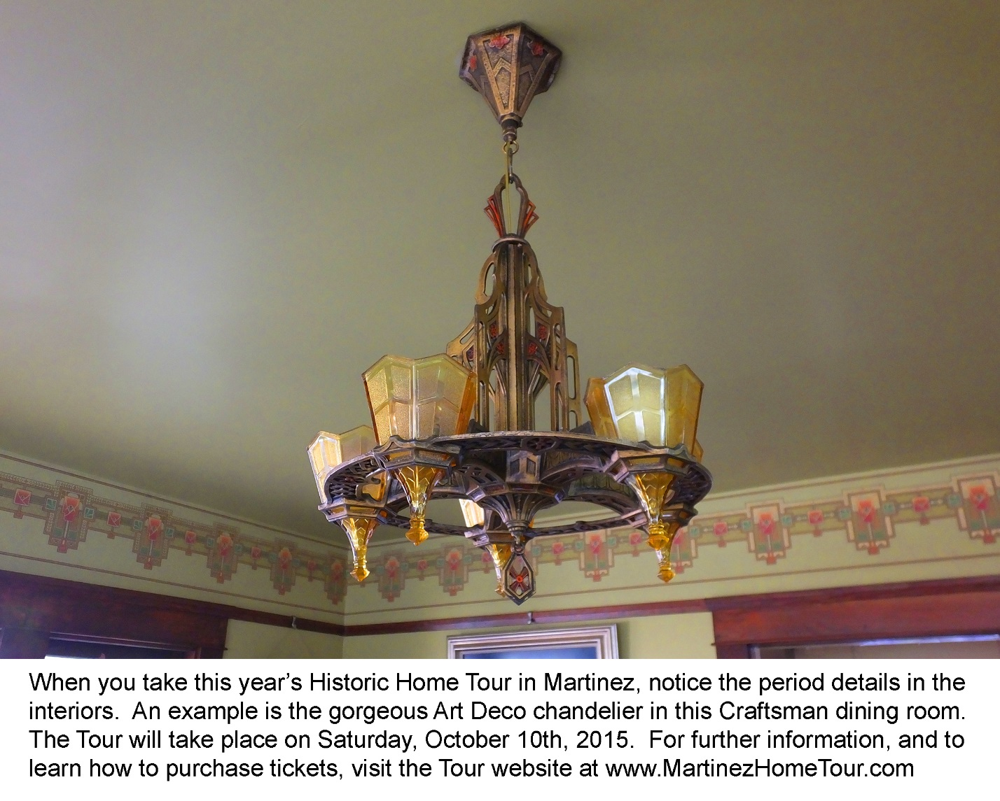 When you take this year’s Historic Home Tour in Martinez, notice the period details in the
interiors.  An example is the gorgeous Art Deco chandelier in this Craftsman dining room.
The Tour will take place on Saturday, October 10th, 2015.  For further information, and to
learn how to purchase tickets, visit the Tour website at www.MartinezHomeTour.com